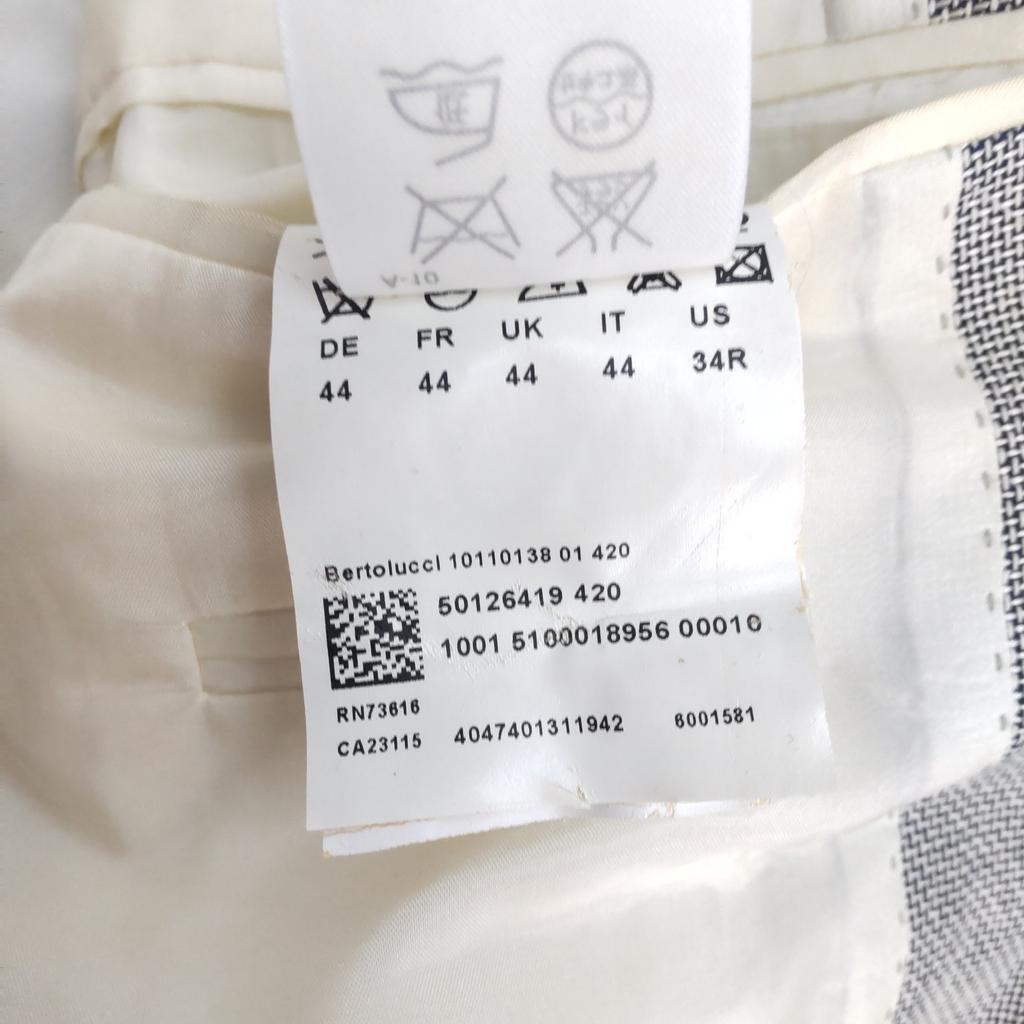 A-10
DE FR UK IT US
44 44 44 44 34R
Bertolucci 10110138 01 420
50126419 420
1001 5100018956 00010
RN73616
CA23115 4047401311942 6001581